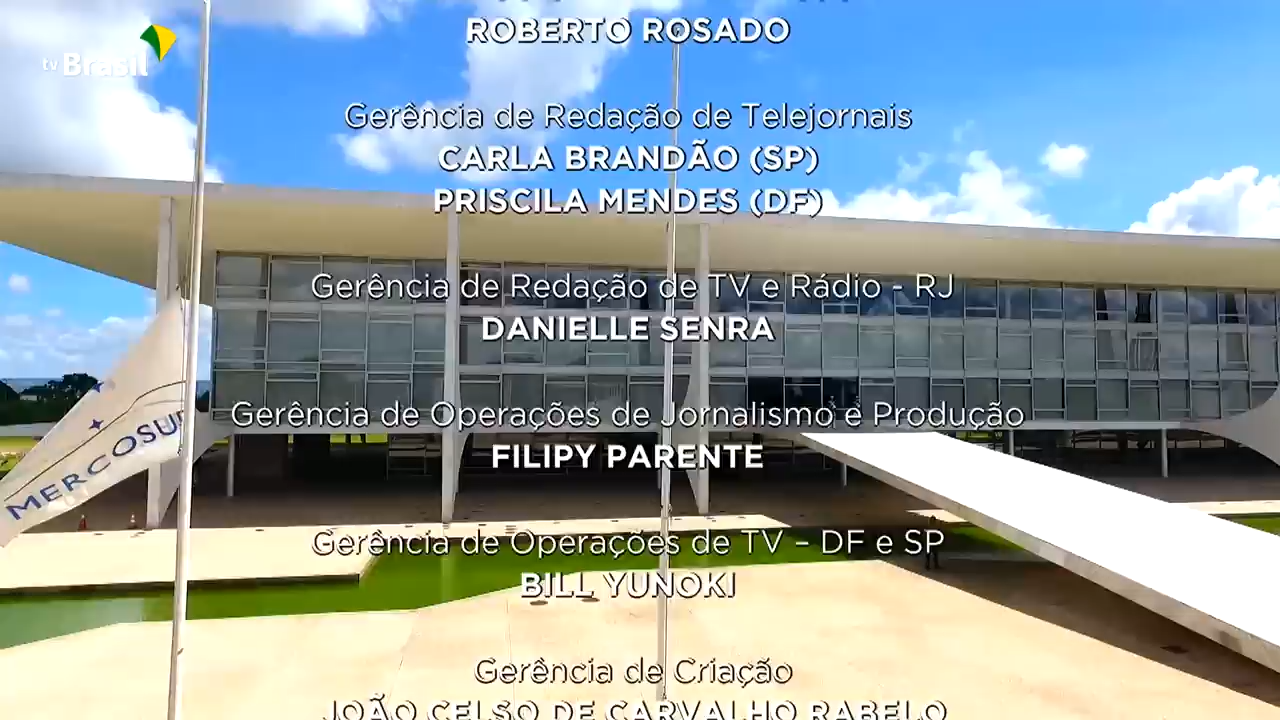 ROBERTO ROSADO
tv Brasil
Gerência de Redação de Telejornais
CARLA BRANDÃO (SP)
PRISCILA MENDES (DF)
Gerência de Redação de TV e Rádio - RJ
DANIELLE SENRA
Gerência de Operações de Jornalismo e Produção
FILIPY PARENTE
MERCOSUR
Gerência de Operações de TV – DF e SP
BILL YUNOKI
Gerência de Criação
JOÃO CELSO DE CARVALHO RABELO